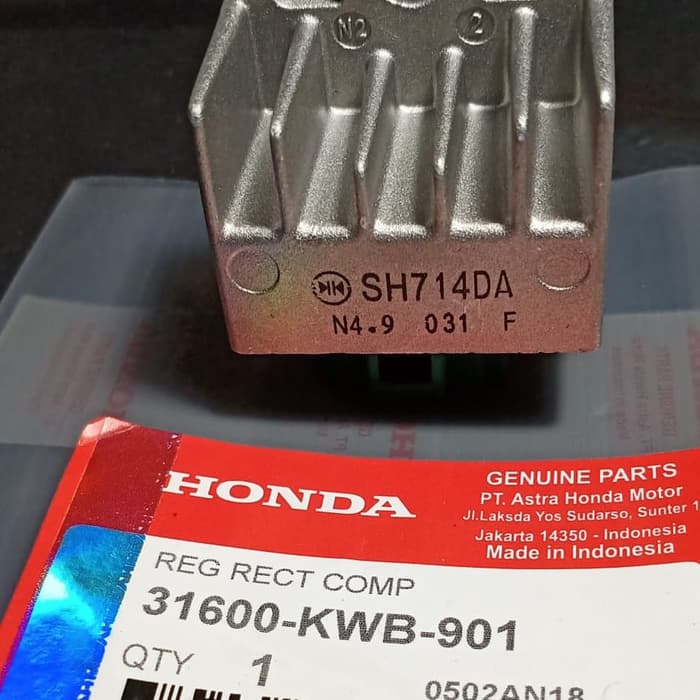 N2
2
SH714DA
N4.9 031 F
HONDA
GENUINE PARTS
PT. Astra Honda Motor
Jl.Laksda Yos Sudarso, Sunter 1
Jakarta 14350 - Indonesia
Made in Indonesia
REG RECT COMP
31600-KWB-901
QTY 1
0502AN18